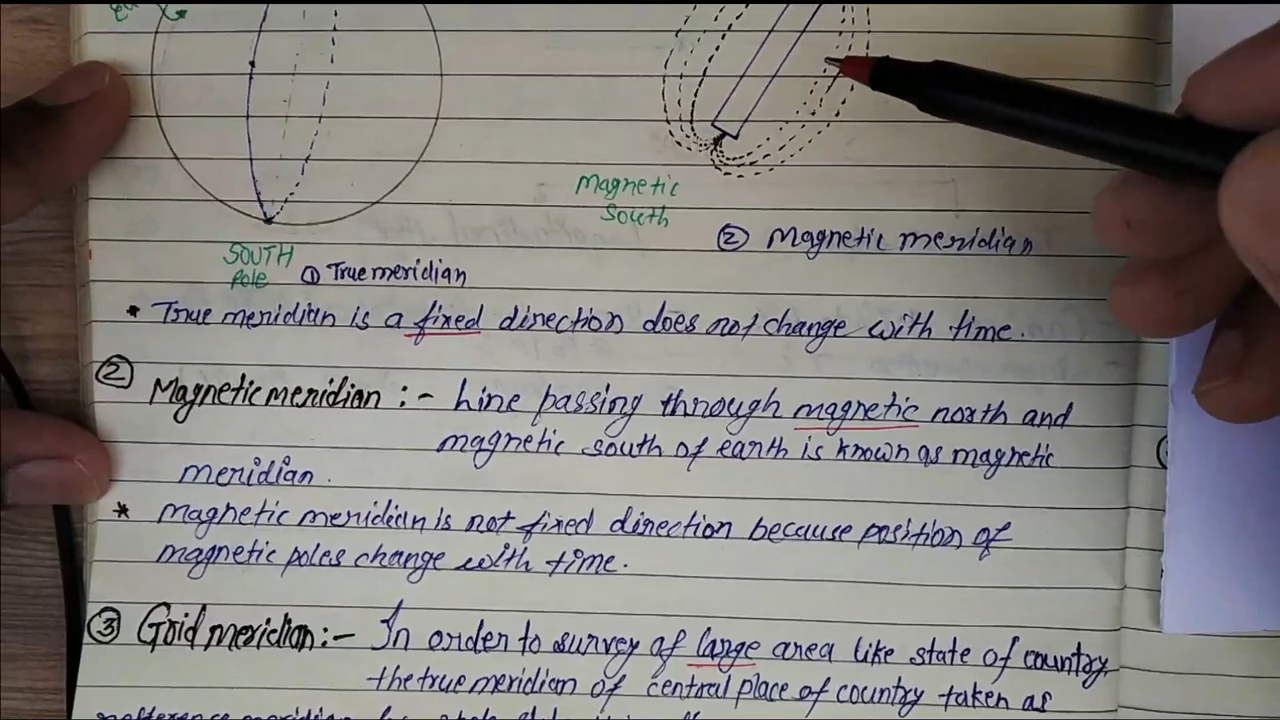 Magnetic
South
② Magnetic meridian
SOUTH
Pole
① True meridian
* True meridian is a fixed direction does not change with time.
② Magnetic meridian :- Line passing through magnetic north and
magnetic south of earth is known as magnetic
meridian.
* magnetic meridian is not fixed direction because position of
magnetic poles change with time.
③ Grid meridian:- In order to survey of large area like state of country,
the true meridian of central place of country taken as